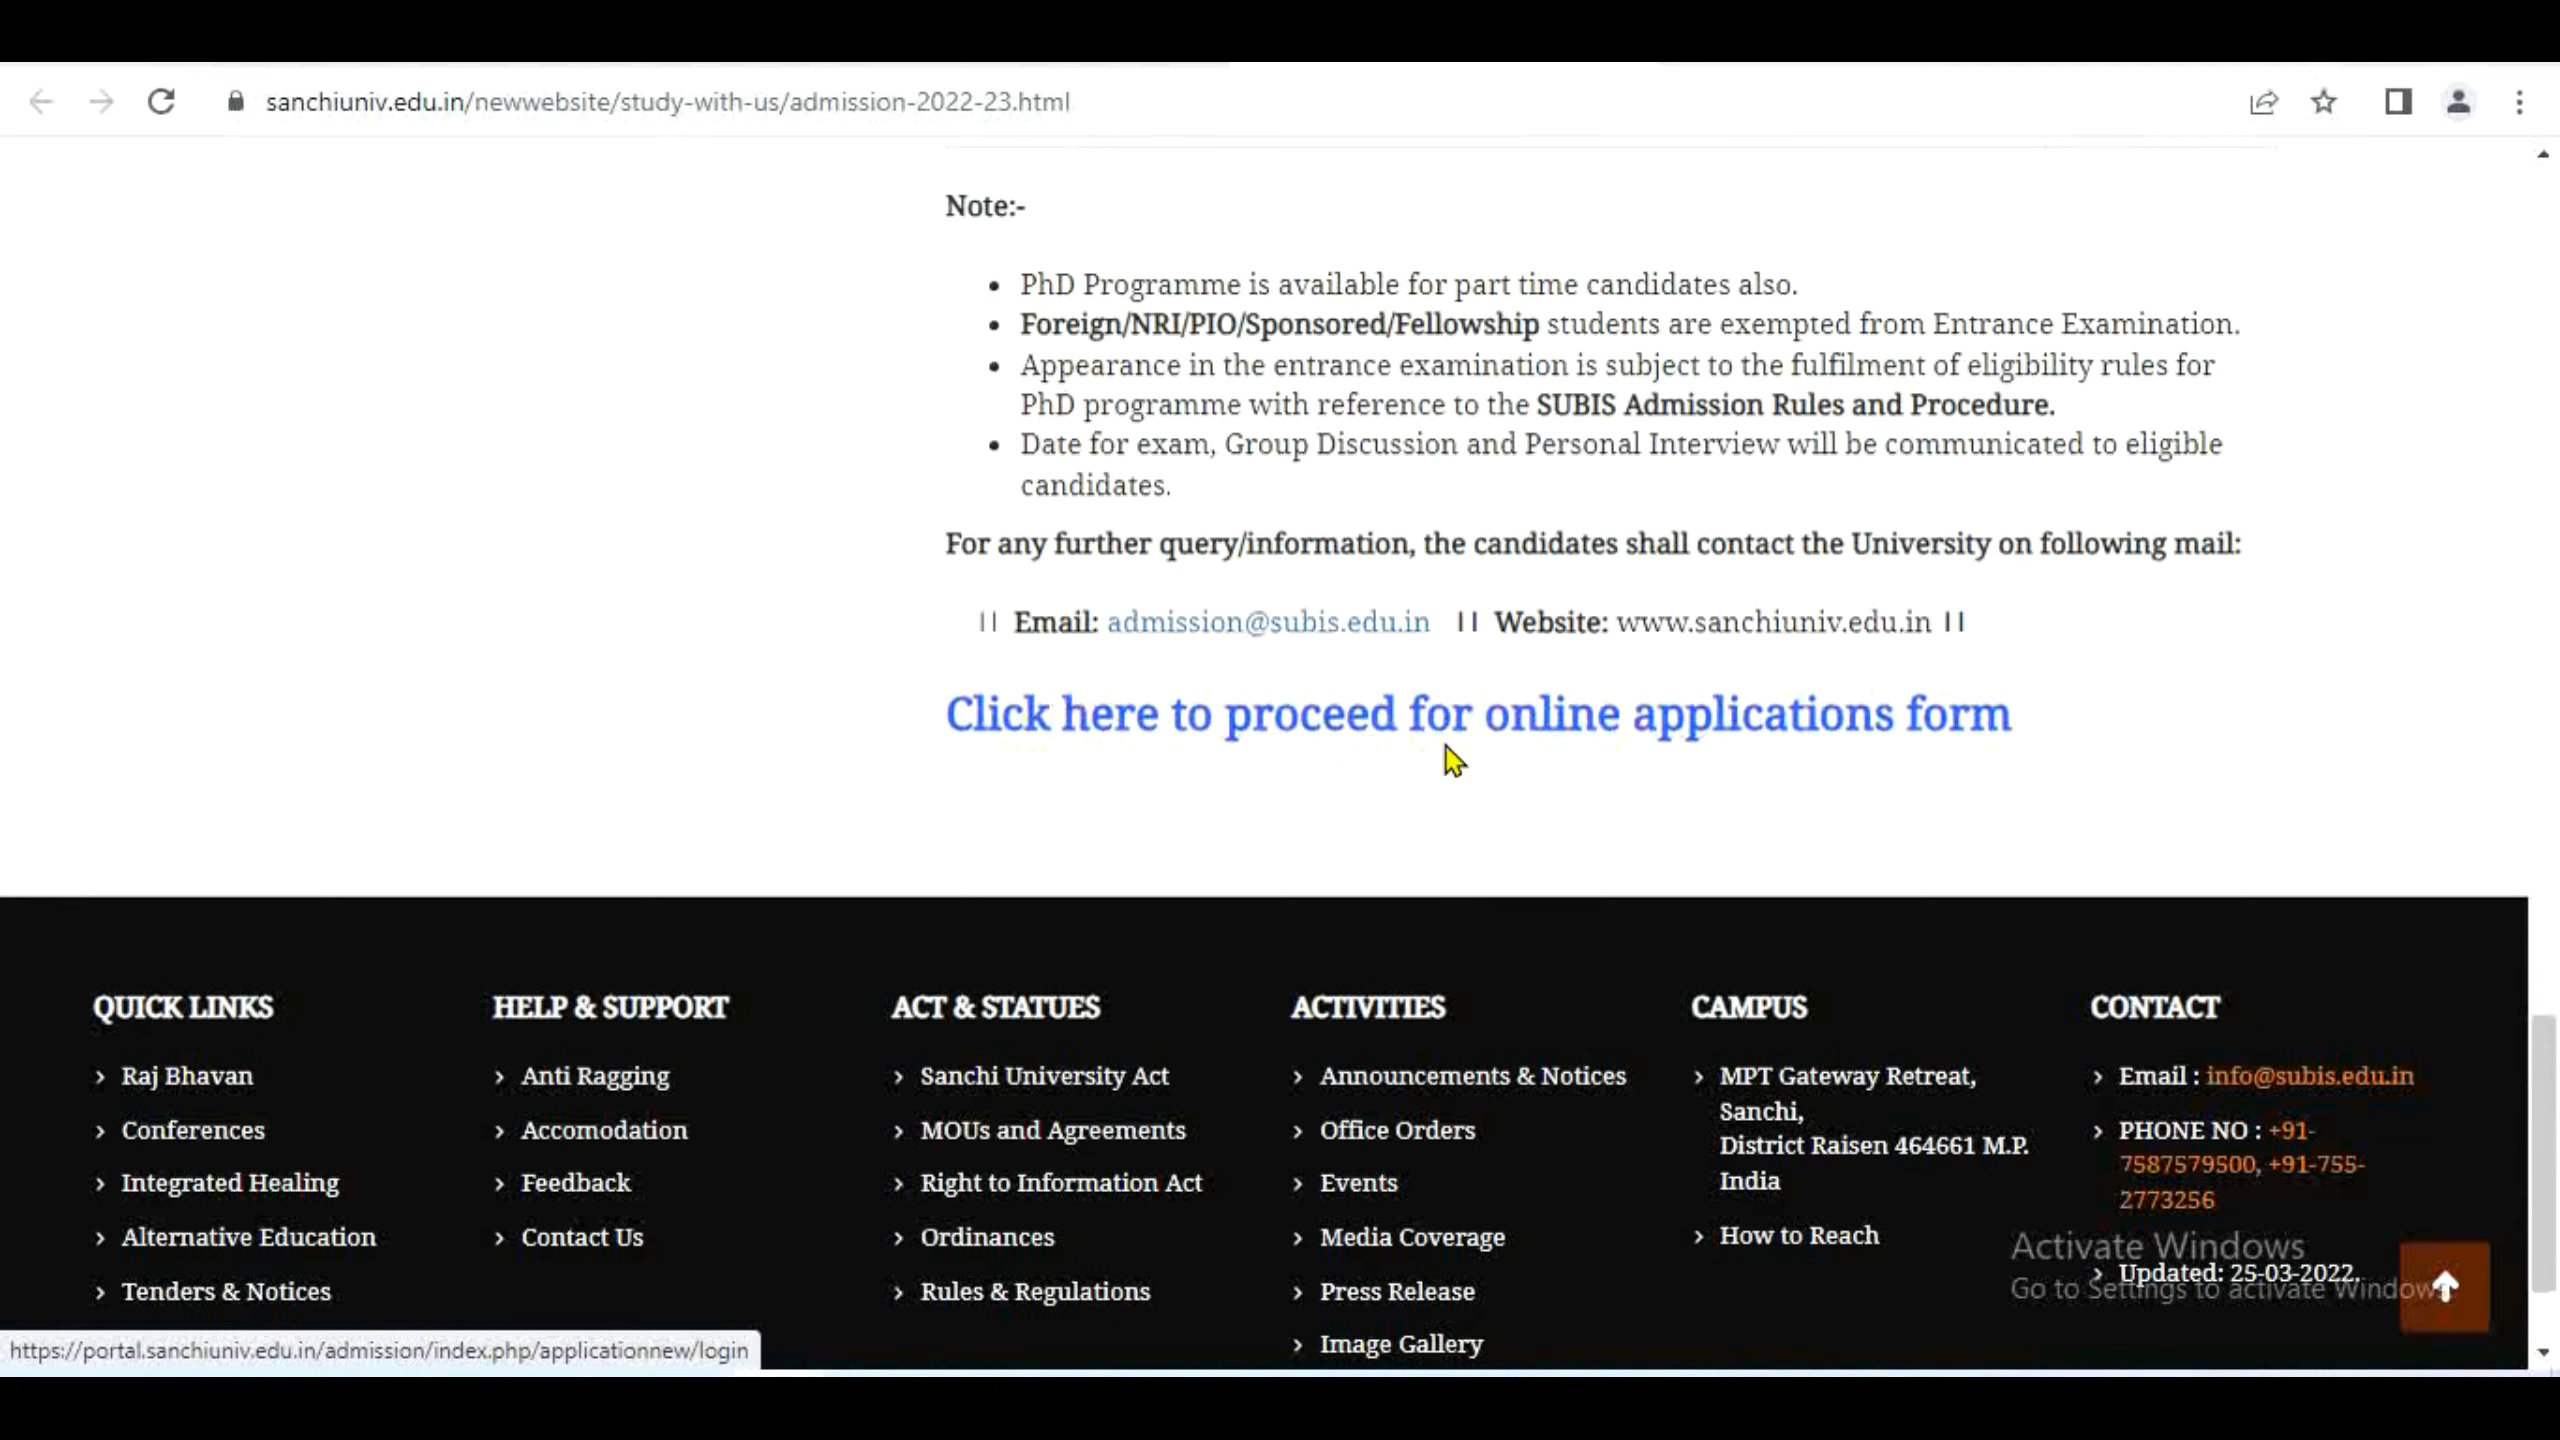 sanchiuniv.edu.in/newwebsite/study-with-us/admission-2022-23.html
Note:-
PhD Programme is available for part time candidates also.
Foreign/NRI/PIO/Sponsored/Fellowship students are exempted from Entrance Examination.
Appearance in the entrance examination is subject to the fulfilment of eligibility rules for
PhD programme with reference to the SUBIS Admission Rules and Procedure.
Date for exam, Group Discussion and Personal Interview will be communicated to eligible
candidates.
For any further query/information, the candidates shall contact the University on following mail:
|| Email: admission@subis.edu.in || Website: www.sanchiuniv.edu.in ||
Click here to proceed for online applications form
QUICK LINKS
Raj Bhavan
Conferences
Integrated Healing
Alternative Education
Tenders & Notices
HELP & SUPPORT
Anti Ragging
Accomodation
Feedback
Contact Us
ACT & STATUES
Sanchi University Act
MOUs and Agreements
Right to Information Act
Ordinances
Rules & Regulations
ACTIVITIES
Announcements & Notices
Office Orders
Events
Media Coverage
Press Release
Image Gallery
CAMPUS
MPT Gateway Retreat,
Sanchi,
District Raisen 464661 M.P.
India
How to Reach
CONTACT
Email : info@subis.edu.in
PHONE NO : +91-
7587579500, +91-755-
2773256
Updated: 25-03-2022.
Activate Windows
Go to Settings to activate Windows.
https://portal.sanchiuniv.edu.in/admission/index.php/applicationnew/login